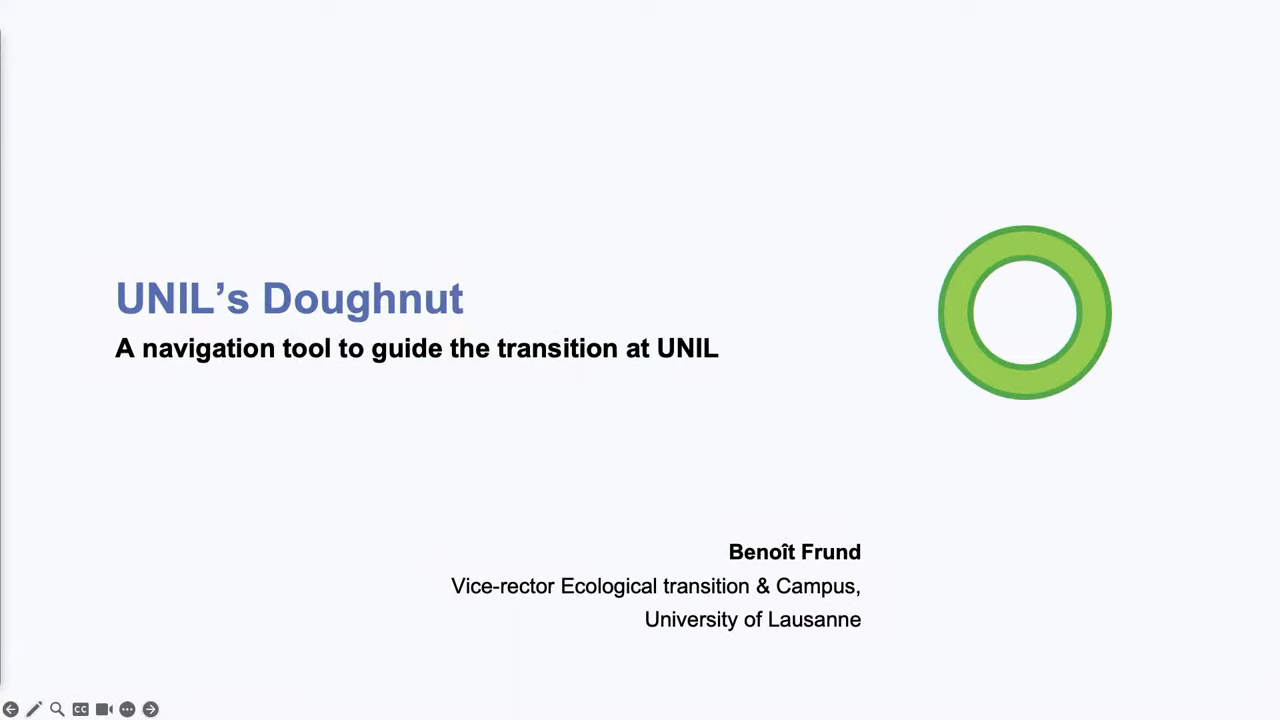 UNIL’s Doughnut
A navigation tool to guide the transition at UNIL
Benoît Frund
Vice-rector Ecological transition & Campus,
University of Lausanne
CC